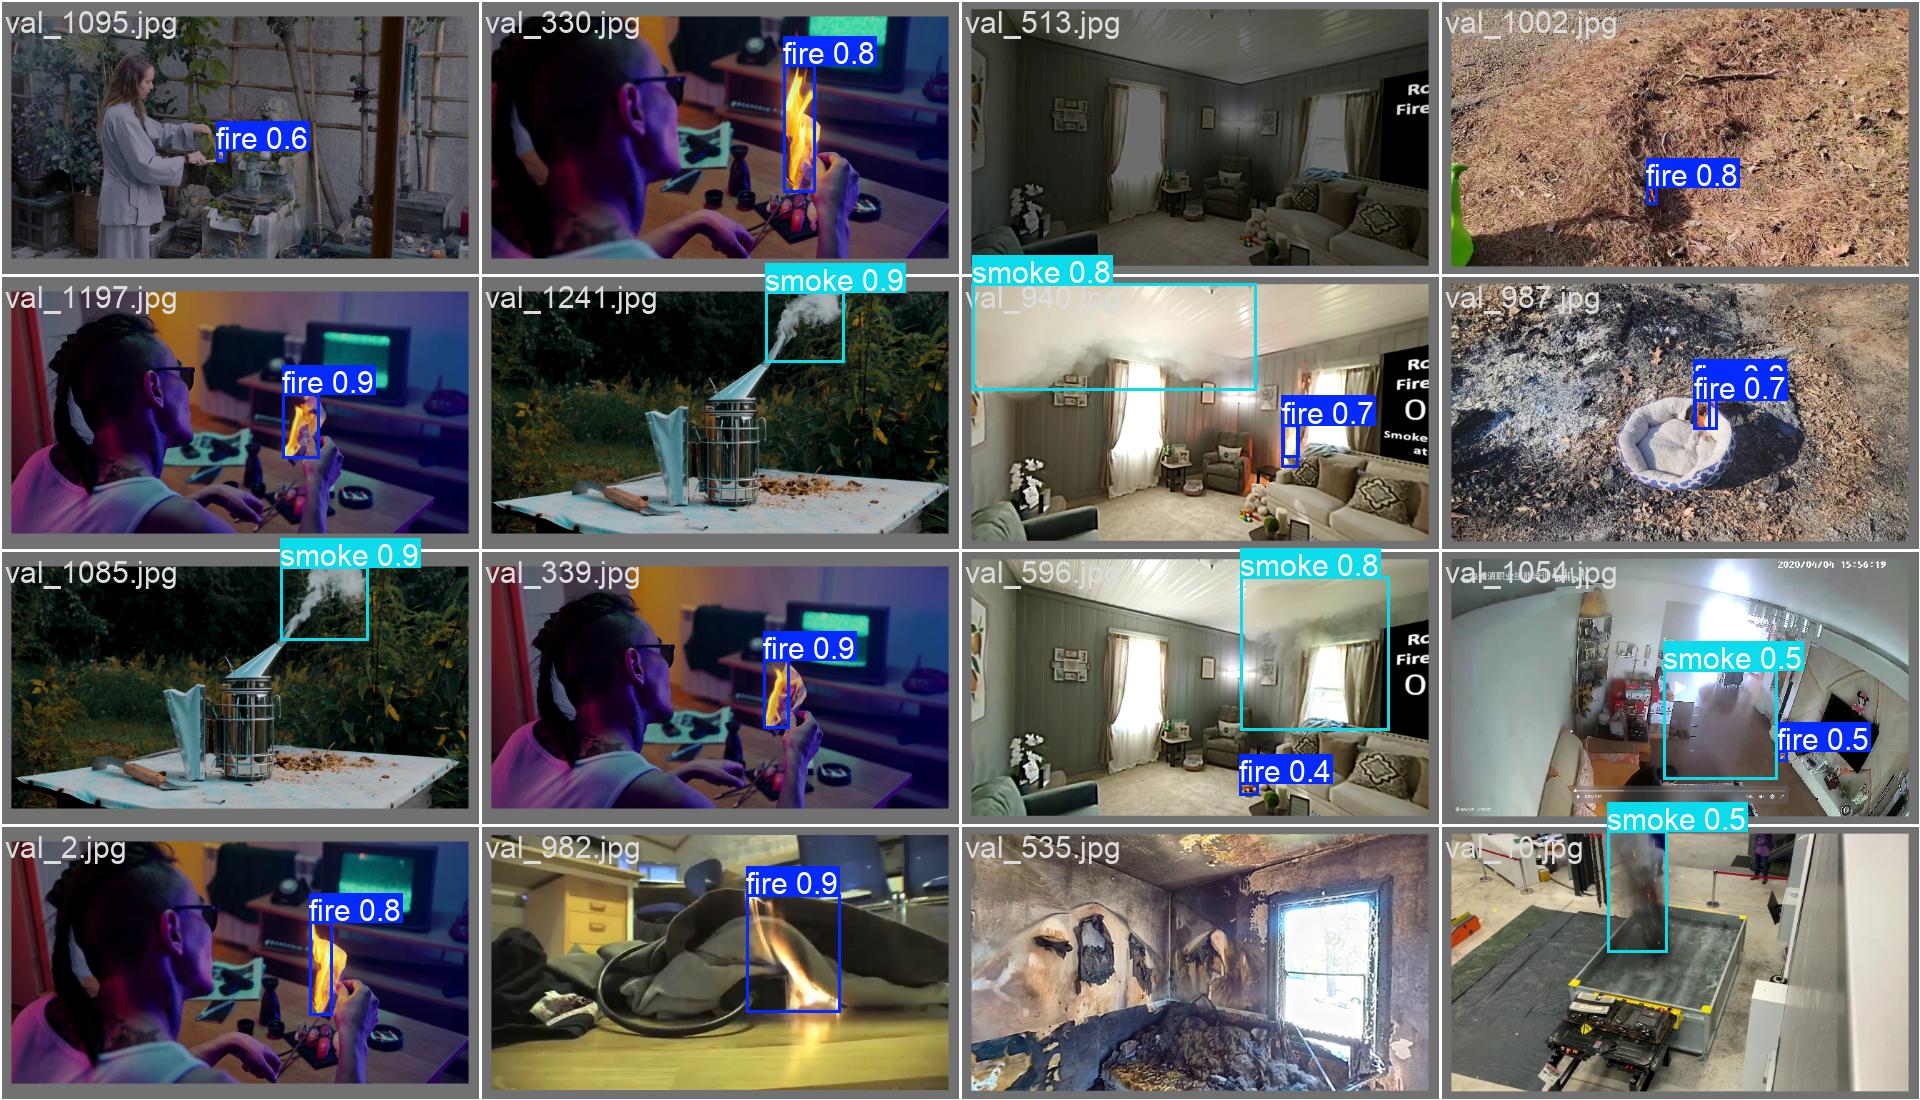 val_1095.jpg
fire 0.6
val_330.jpg
fire 0.8
val_513.jpg
Ro
Fire
val_1002.jpg
fire 0.8
val_1197.jpg
fire 0.9
val_1241.jpg
smoke 0.9
val_940.jpg
smoke 0.8
fire 0.7
Ro
Fire
O
Smoke
at
val_987.jpg
fire 0.7
val_1085.jpg
smoke 0.9
val_339.jpg
fire 0.9
val_596.jpg
smoke 0.8
fire 0.4
Ro
Fire
O
val_1054.jpg
2020/04/04 15:56:19
smoke 0.5
fire 0.5
val_2.jpg
fire 0.8
val_982.jpg
fire 0.9
val_535.jpg
val_10.jpg
smoke 0.5